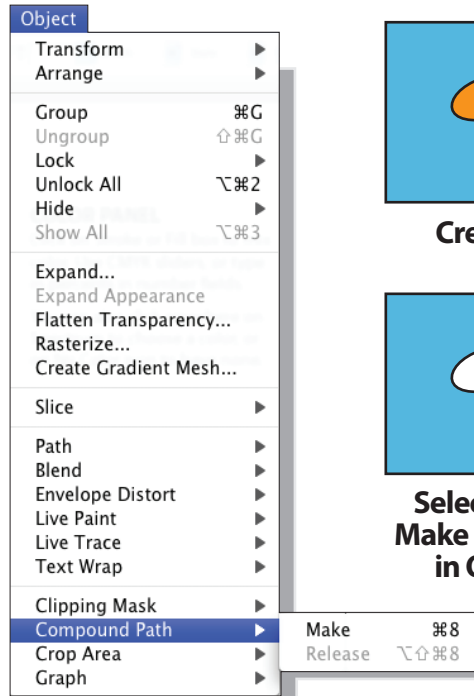 Object
Transform
Arrange
Group ⌘G
Ungroup ⇧⌘G
Lock
Unlock All ⌥⌘2
Hide
Show All ⌥⌘3
Expand...
Expand Appearance
Flatten Transparency...
Rasterize...
Create Gradient Mesh...
Slice
Path
Blend
Envelope Distort
Live Paint
Live Trace
Text Wrap
Clipping Mask
Compound Path
Crop Area
Graph
Make ⌘8
Release ⌥⇧⌘8
Cre
Selec
Make
in